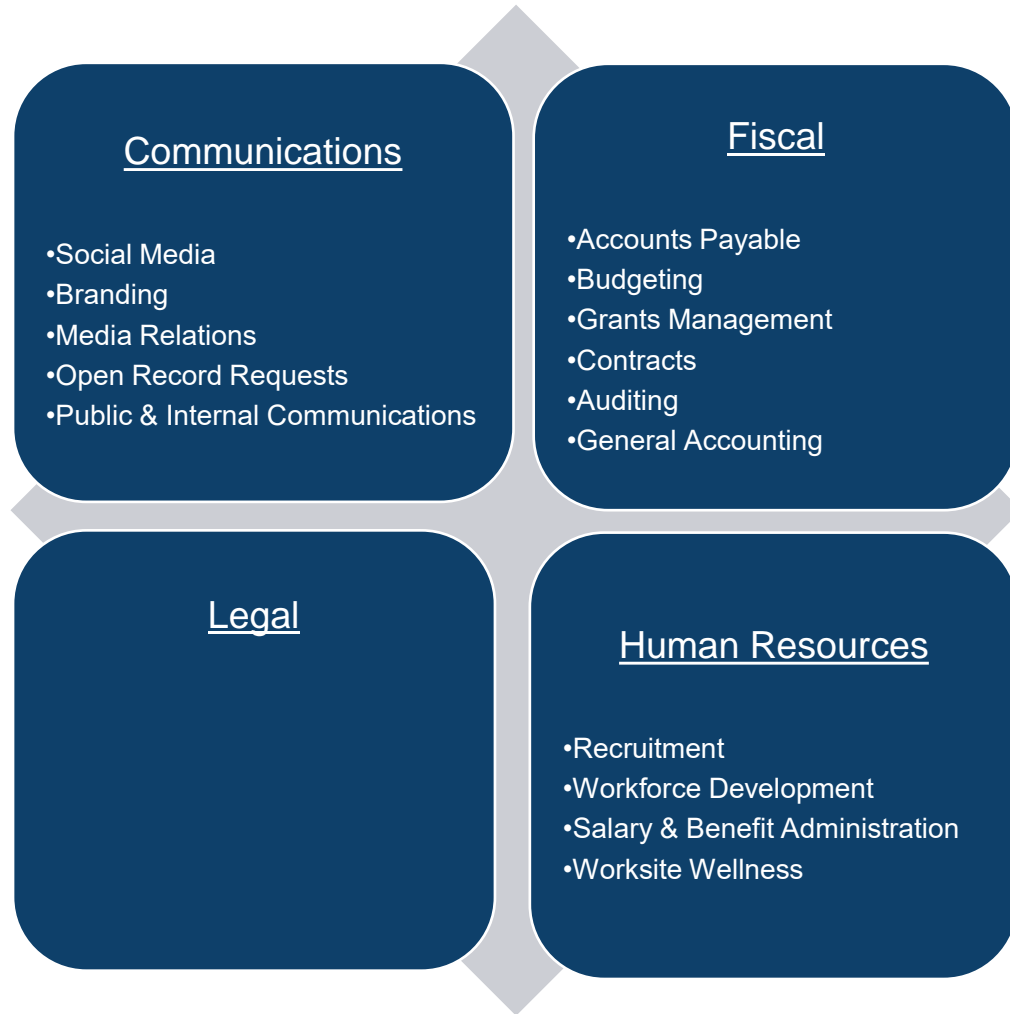 Communications
•Social Media
•Branding
•Media Relations
•Open Record Requests
•Public & Internal Communications
Fiscal
•Accounts Payable
•Budgeting
•Grants Management
•Contracts
•Auditing
•General Accounting
Legal
Human Resources
•Recruitment
•Workforce Development
•Salary & Benefit Administration
•Worksite Wellness